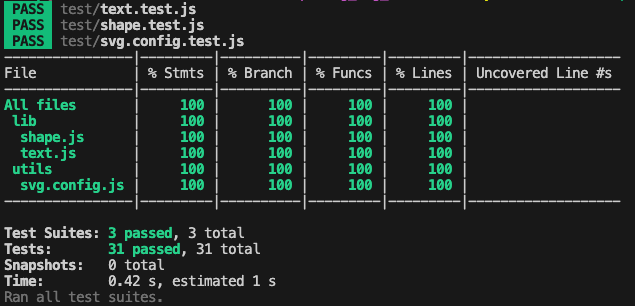 PASS test/text.test.js
PASS test/shape.test.js
PASS test/svg.config.test.js
File | % Stmts | % Branch | % Funcs | % Lines | Uncovered Line #s
All files | 100 | 100 | 100 | 100 |
lib | 100 | 100 | 100 | 100 |
shape.js | 100 | 100 | 100 | 100 |
text.js | 100 | 100 | 100 | 100 |
utils | 100 | 100 | 100 | 100 |
svg.config.js | 100 | 100 | 100 | 100 |
Test Suites: 3 passed, 3 total
Tests: 31 passed, 31 total
Snapshots: 0 total
Time: 0.42 s, estimated 1 s
Ran all test suites.